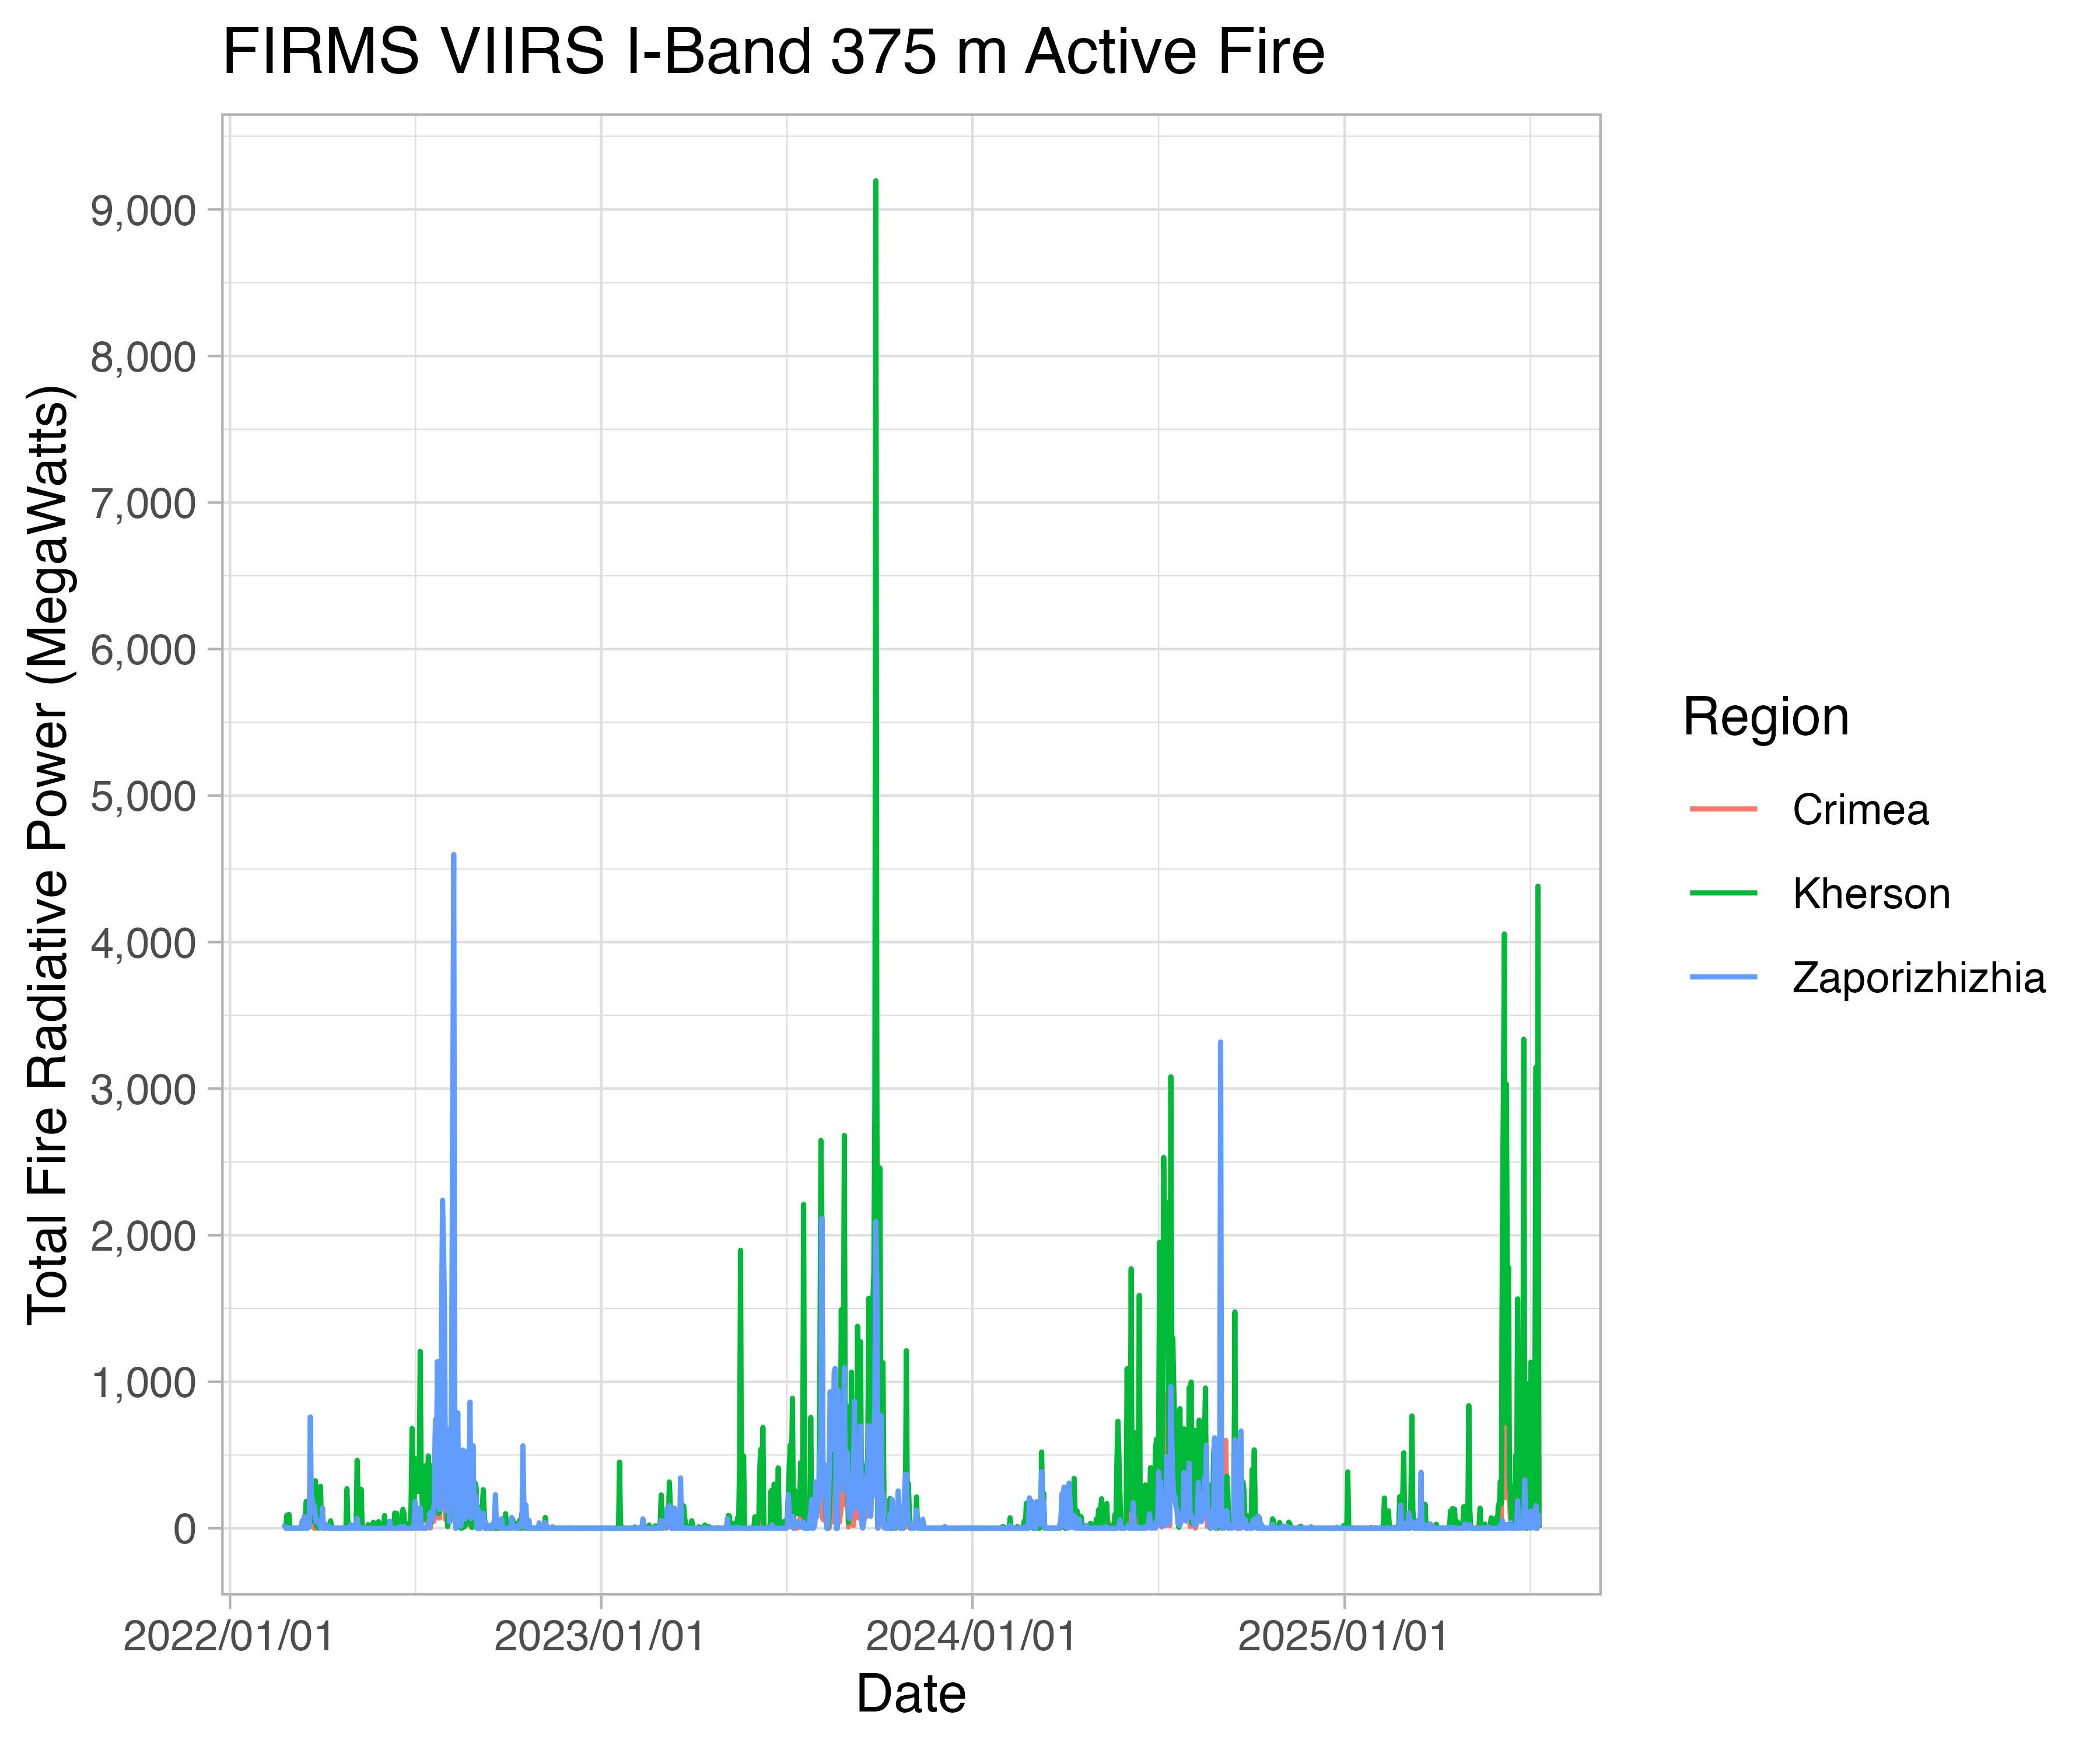 FIRMS VIIRS I-Band 375 m Active Fire
Total Fire Radiative Power (MegaWatts)
9,000
8,000
7,000
6,000
5,000
4,000
3,000
2,000
1,000
0
2022/01/01
2023/01/01
2024/01/01
2025/01/01
Date
Region
Crimea
Kherson
Zaporizhizhia